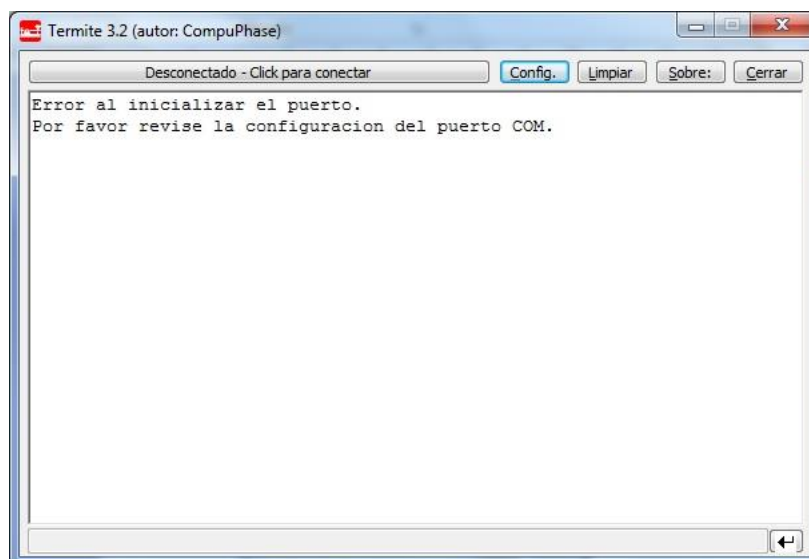 Termite 3.2 (autor: CompuPhase)
Desconectado - Click para conectar Config. Limpiar Sobre: Cerrar
Error al inicializar el puerto.
Por favor revise la configuracion del puerto COM.